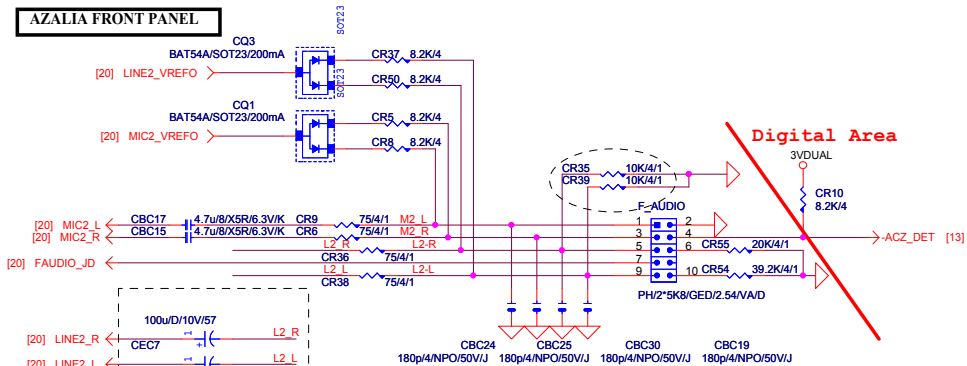 AZALIA FRONT PANEL
SOT23
CQ3
BAT54A/SOT23/200mA
[20] LINE2_VREFO
CR37 8.2K/4
CR50 8.2K/4
SOT23
CQ1
BAT54A/SOT23/200mA
[20] MIC2_VREFO
CR5 8.2K/4
CR8 8.2K/4
Digital Area
3VDUAL
CR10
8.2K/4
CR35 10K/4/1
CR39 10K/4/1
F_AUDIO
[20] MIC2_L CBC17 4.7u/8/X5R/6.3V/K CR9 75/4/1 M2_L 1 2
[20] MIC2_R CBC15 4.7u/8/X5R/6.3V/K CR6 75/4/1 M2_R 3 4 -ACZ_DET [13]
L2_R L2-R 5 6 CR55 20K/4/1
[20] FAUDIO_JD CR36 75/4/1 7
L2_L L2-L 9 10 CR54 39.2K/4/1
CR38 75/4/1
PH/2*5K8/GED/2.54/VA/D
100u/D/10V/57
[20] LINE2_R CEC7 1 + L2_R
[20] LINE2_L 1 L2_L
CBC24 CBC25 CBC30 CBC19
180p/4/NPO/50V/J 180p/4/NPO/50V/J 180p/4/NPO/50V/J 180p/4/NPO/50V/J